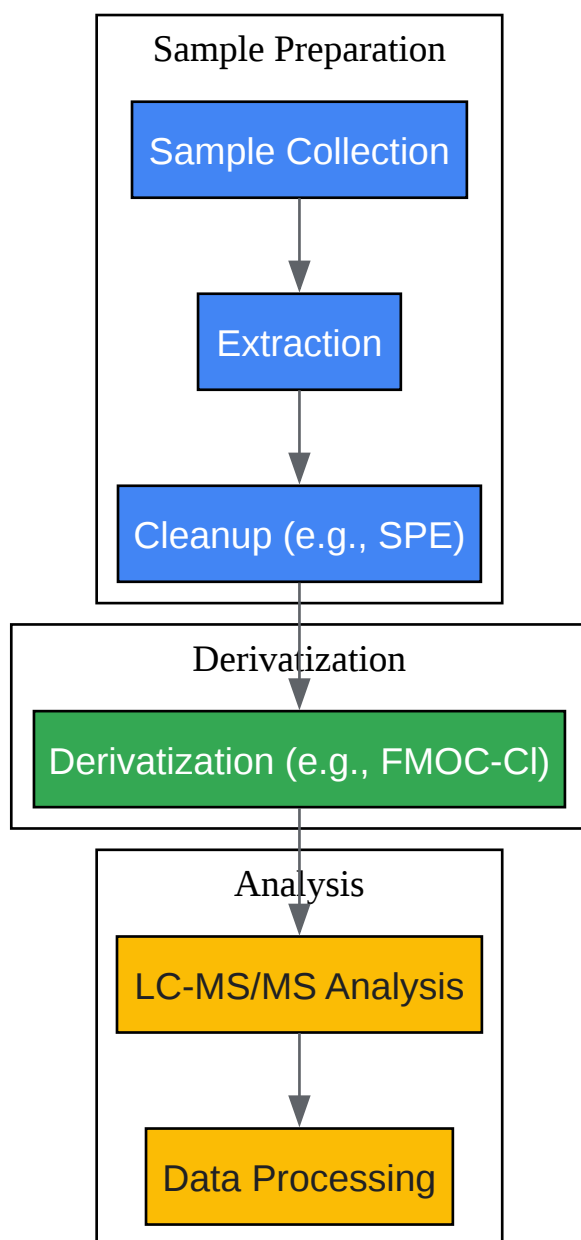 Sample Preparation
Sample Collection
Extraction
Cleanup (e.g., SPE)
Derivatization
Derivatization (e.g., FMOC-Cl)
Analysis
LC-MS/MS Analysis
Data Processing